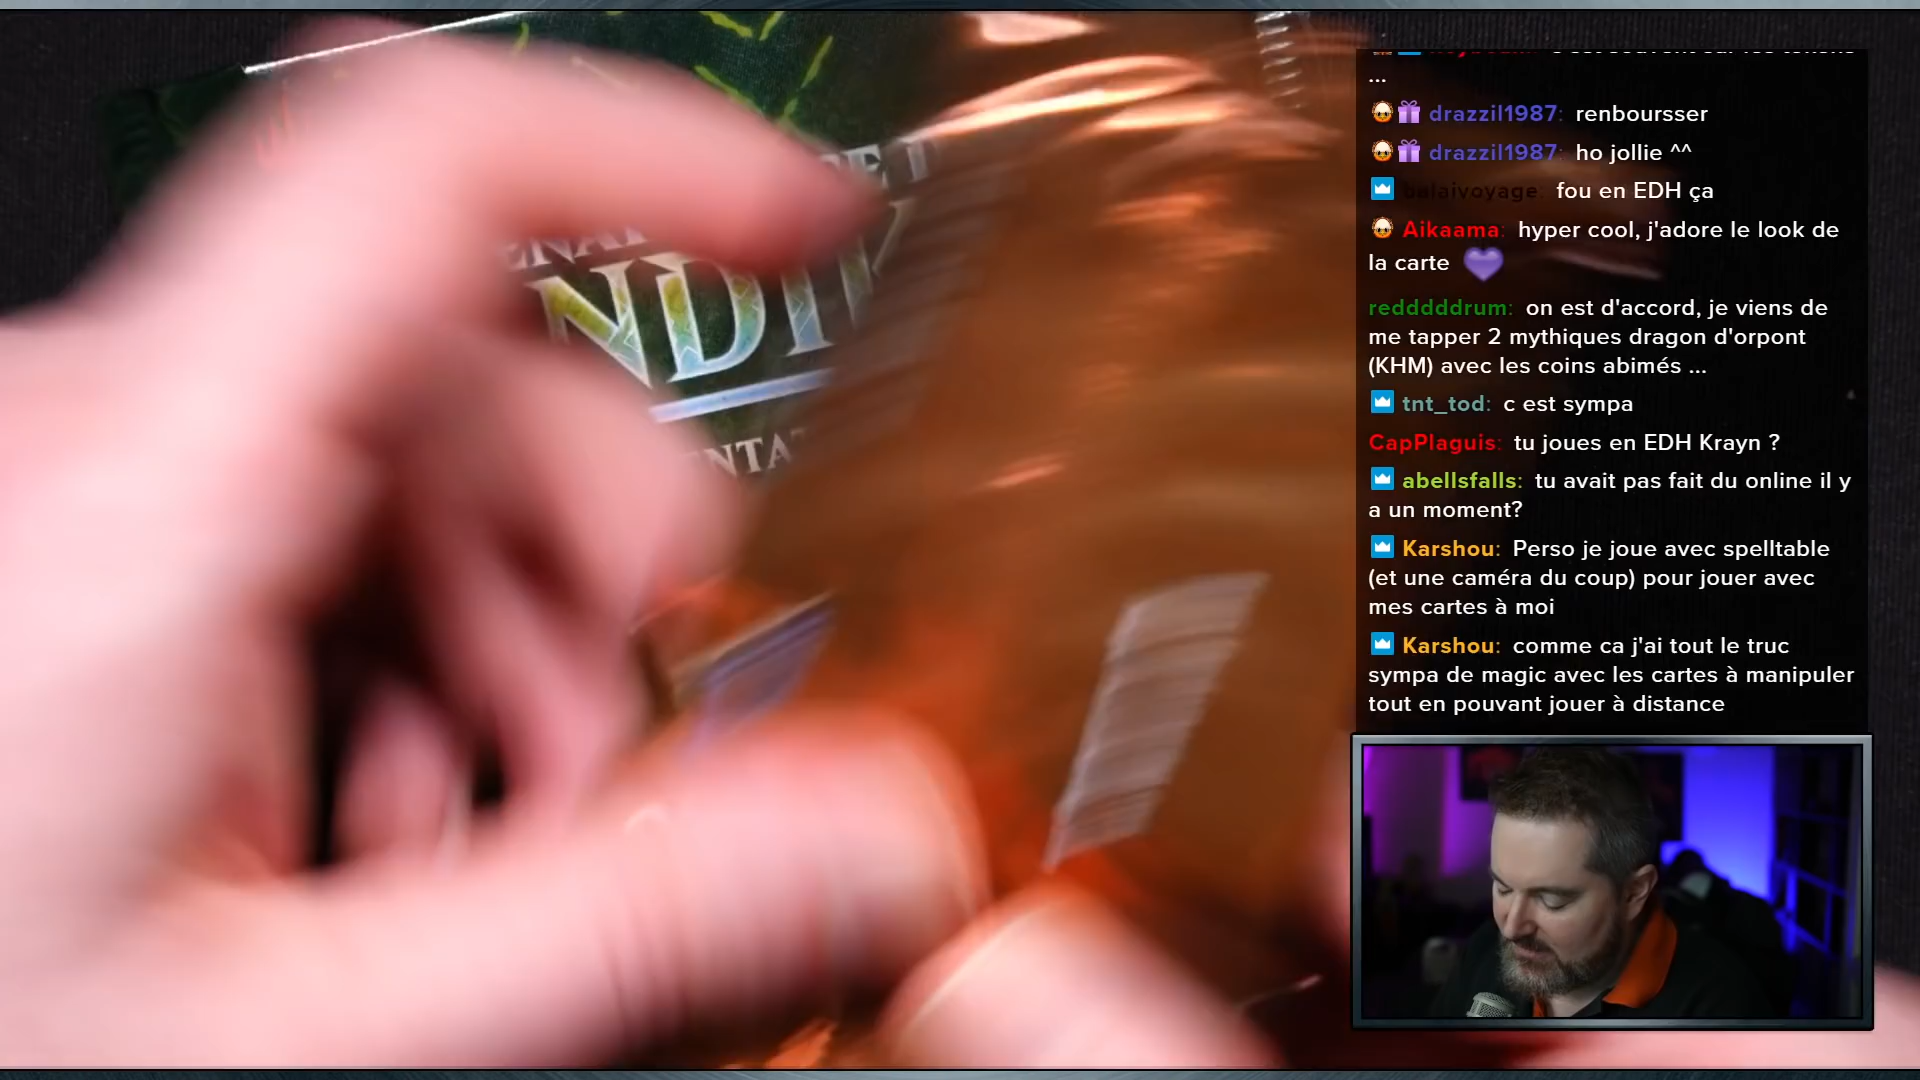 NDI
...
drazzil1987: renboursser
drazzil1987: ho jollie ^^
balaivoyage: fou en EDH ça
Aikaama: hyper cool, j'adore le look de
la carte
redddddrum: on est d'accord, je viens de
me tapper 2 mythiques dragon d'orpont
(KHM) avec les coins abimés ...
tnt_tod: c est sympa
CapPlaguis: tu joues en EDH Krayn ?
abellsfalls: tu avait pas fait du online il y
a un moment?
Karshou: Perso je joue avec spelltable
(et une caméra du coup) pour jouer avec
mes cartes à moi
Karshou: comme ca j'ai tout le truc
sympa de magic avec les cartes à manipuler
tout en pouvant jouer à distance